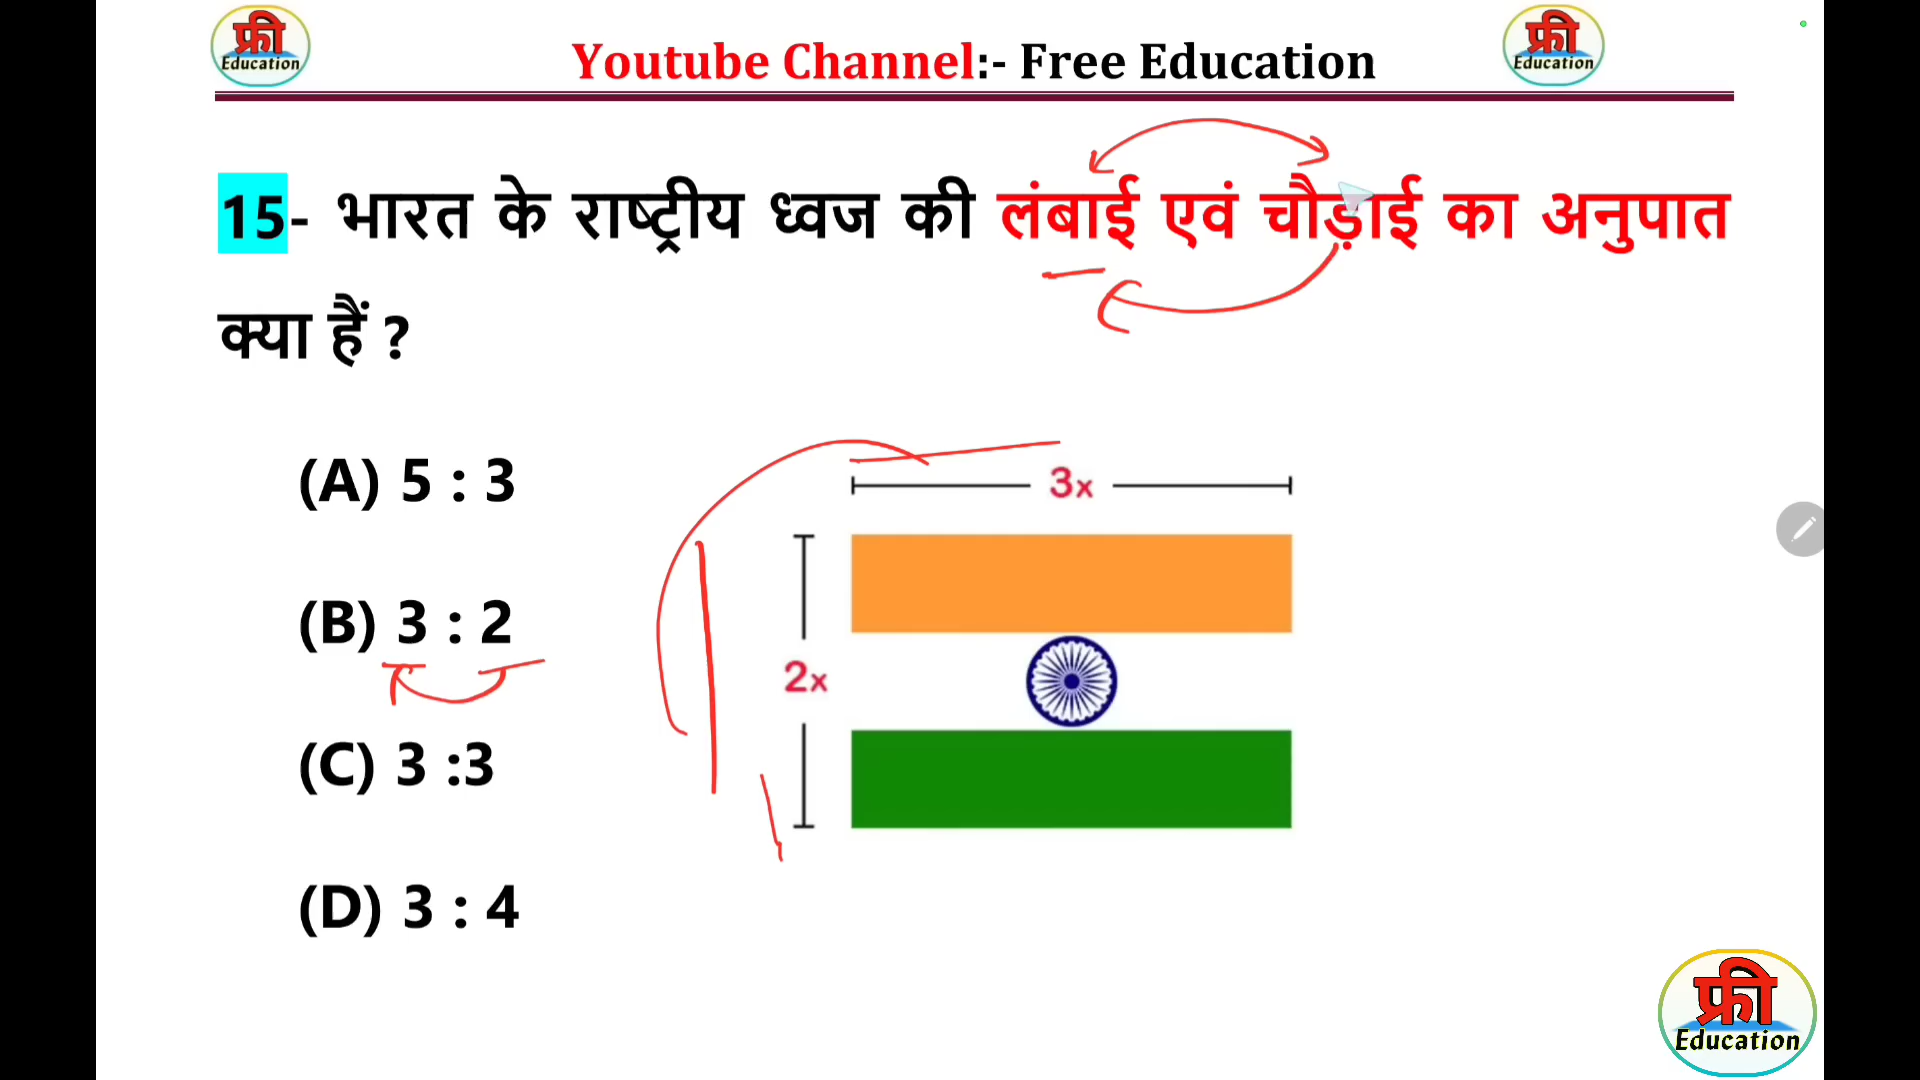 फ्री
Education
Youtube Channel:- Free Education
फ्री
Education
15- भारत के राष्ट्रीय ध्वज की लंबाई एवं चौड़ाई का अनुपात
क्या हैं ?
(A) 5 : 3
(B) 3 : 2
(C) 3 :3
(D) 3 : 4
3x
2x
फ्री
Education